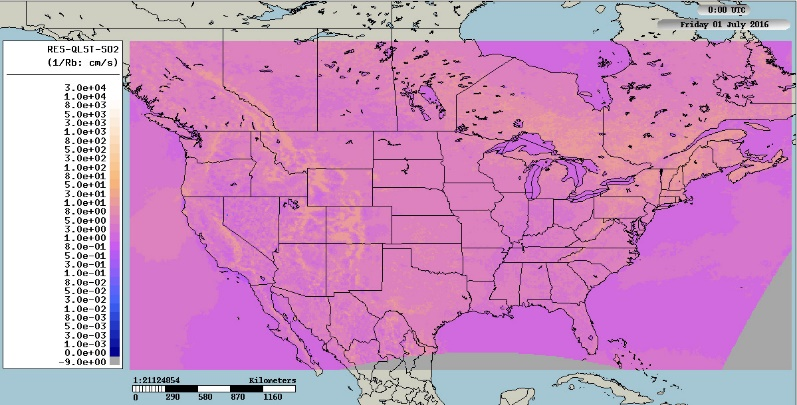 0:00 UTC
Friday 01 July 2016
RES-QLST-SO2
(1/Rb: cm/s)
3.0e+04
1.0e+04
8.0e+03
5.0e+03
3.0e+03
1.0e+03
8.0e+02
5.0e+02
3.0e+02
1.0e+02
8.0e+01
5.0e+01
3.0e+01
1.0e+01
8.0e+00
5.0e+00
3.0e+00
1.0e+00
8.0e-01
5.0e-01
3.0e-01
1.0e-01
8.0e-02
5.0e-02
3.0e-02
1.0e-02
8.0e-03
5.0e-03
3.0e-03
1.0e-03
0.0e+00
-9.0e+00
1:21124854 Kilometers
0 290 580 870 1160